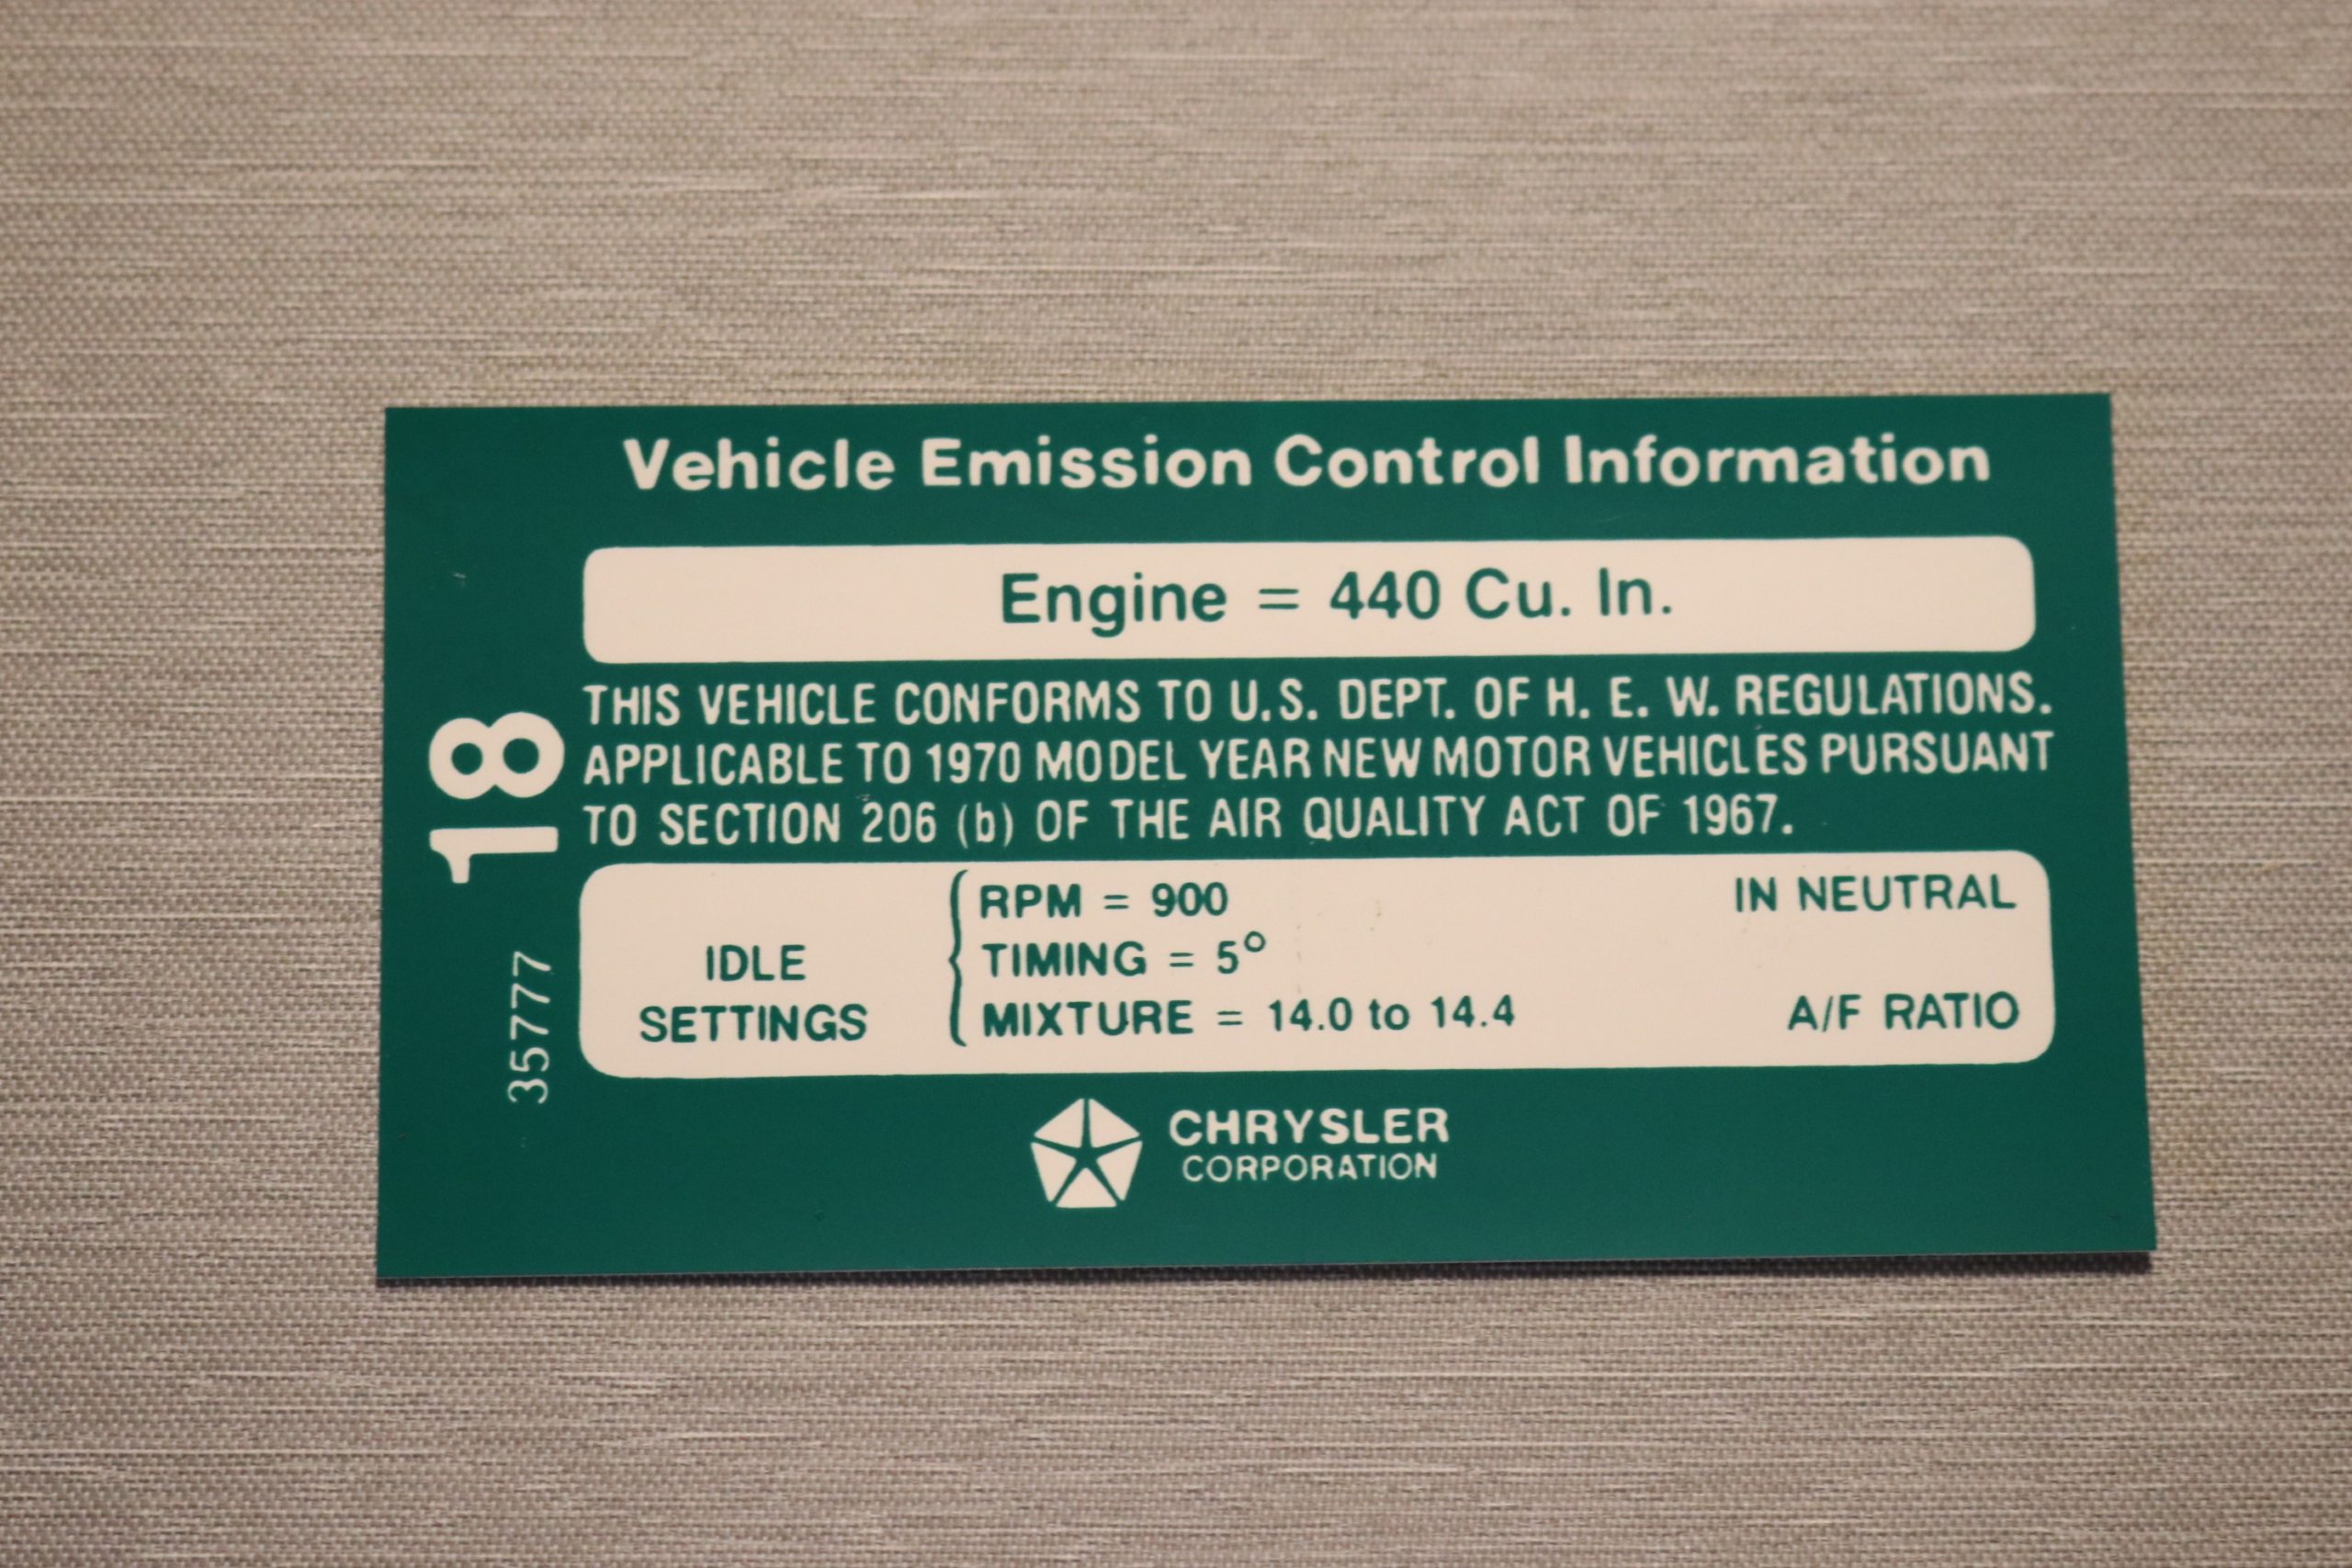 Vehicle Emission Control Information
Engine = 440 Cu. In.
THIS VEHICLE CONFORMS TO U.S. DEPT. OF H. E. W. REGULATIONS.
APPLICABLE TO 1970 MODEL YEAR NEW MOTOR VEHICLES PURSUANT
TO SECTION 206 (b) OF THE AIR QUALITY ACT OF 1967.
IDLE
SETTINGS
RPM = 900 IN NEUTRAL
TIMING = 5°
MIXTURE = 14.0 to 14.4 A/F RATIO
CHRYSLER
CORPORATION
18
35777